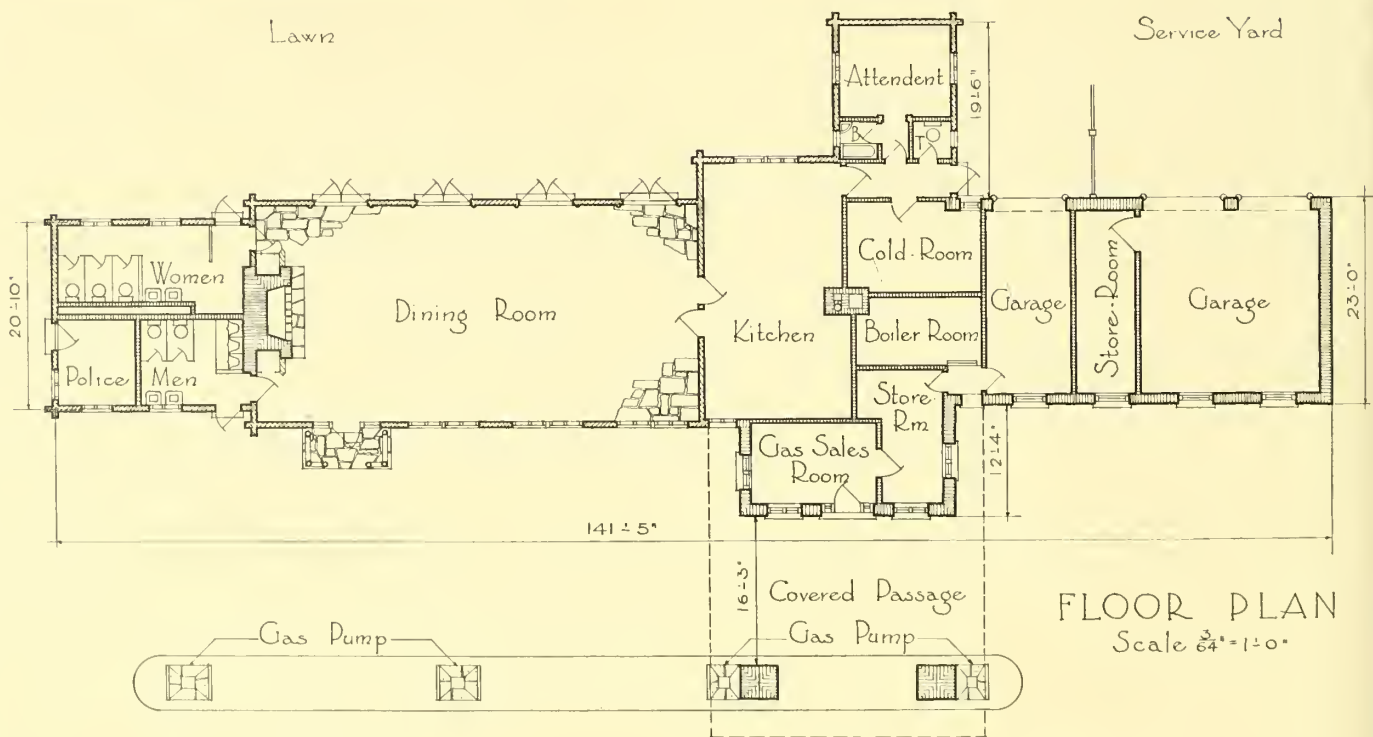 Lawn
Service Yard
Attendent
19'-6"
B
T
Women
Cold-Room
20'-10"
Dining Room
Kitchen
Boiler Room
Garage
Store-Room
Garage
23'-0"
Police
Men
Store
Rm
Gas Sales
Room
12'-4"
141'-5"
16'-3"
Covered Passage
FLOOR PLAN
Scale 3/64" = 1'-0"
Gas Pump
Gas Pump